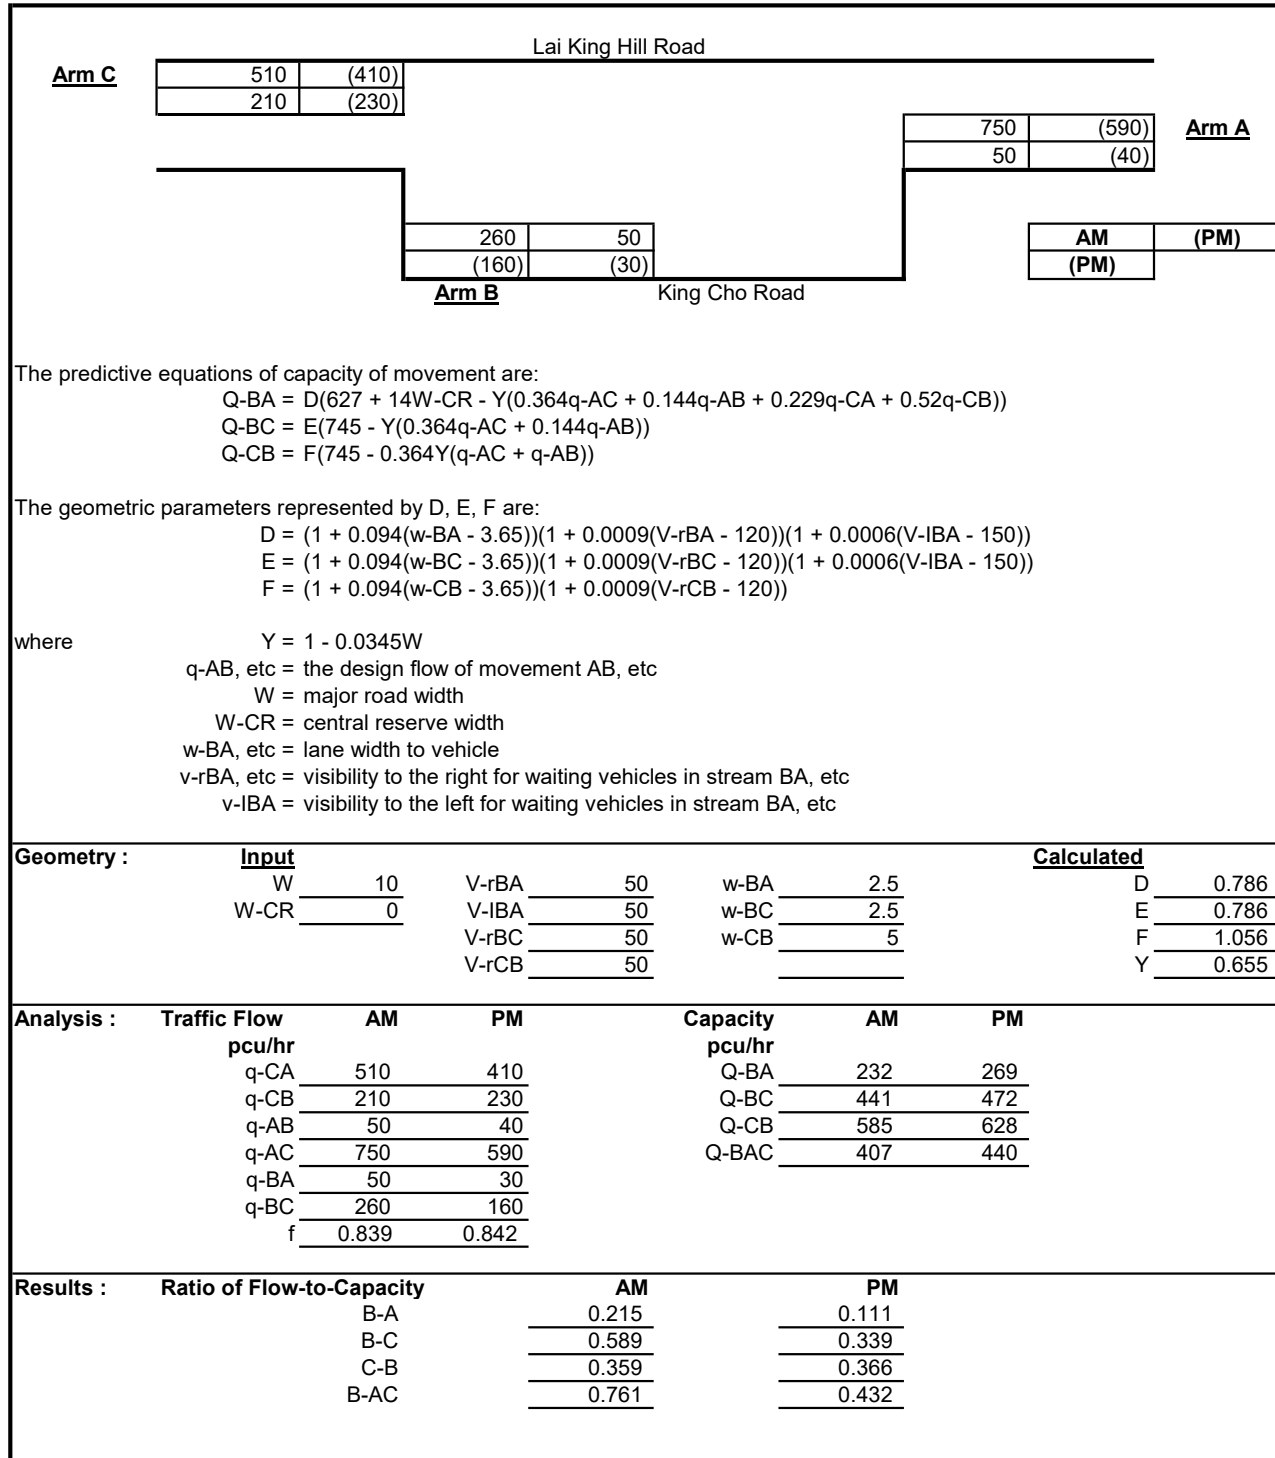 Lai King Hill Road
Arm C 510 (410)
210 (230)
750 (590) Arm A
50 (40)
260 50 AM (PM)
(160) (30) (PM)
Arm B King Cho Road
The predictive equations of capacity of movement are:
Q-BA = D(627 + 14W-CR - Y(0.364q-AC + 0.144q-AB + 0.229q-CA + 0.52q-CB))
Q-BC = E(745 - Y(0.364q-AC + 0.144q-AB))
Q-CB = F(745 - 0.364Y(q-AC + q-AB))
The geometric parameters represented by D, E, F are:
D = (1 + 0.094(w-BA - 3.65))(1 + 0.0009(V-rBA - 120))(1 + 0.0006(V-lBA - 150))
E = (1 + 0.094(w-BC - 3.65))(1 + 0.0009(V-rBC - 120))(1 + 0.0006(V-lBA - 150))
F = (1 + 0.094(w-CB - 3.65))(1 + 0.0009(V-rCB - 120))
where Y = 1 - 0.0345W
q-AB, etc = the design flow of movement AB, etc
W = major road width
W-CR = central reserve width
w-BA, etc = lane width to vehicle
v-rBA, etc = visibility to the right for waiting vehicles in stream BA, etc
v-lBA = visibility to the left for waiting vehicles in stream BA, etc
Geometry : Input Calculated
W 10 V-rBA 50 w-BA 2.5 D 0.786
W-CR 0 V-lBA 50 w-BC 2.5 E 0.786
V-rBC 50 w-CB 5 F 1.056
V-rCB 50 Y 0.655
Analysis : Traffic Flow AM PM Capacity AM PM
pcu/hr pcu/hr
q-CA 510 410 Q-BA 232 269
q-CB 210 230 Q-BC 441 472
q-AB 50 40 Q-CB 585 628
q-AC 750 590 Q-BAC 407 440
q-BA 50 30
q-BC 260 160
f 0.839 0.842
Results : Ratio of Flow-to-Capacity AM PM
B-A 0.215 0.111
B-C 0.589 0.339
C-B 0.359 0.366
B-AC 0.761 0.432